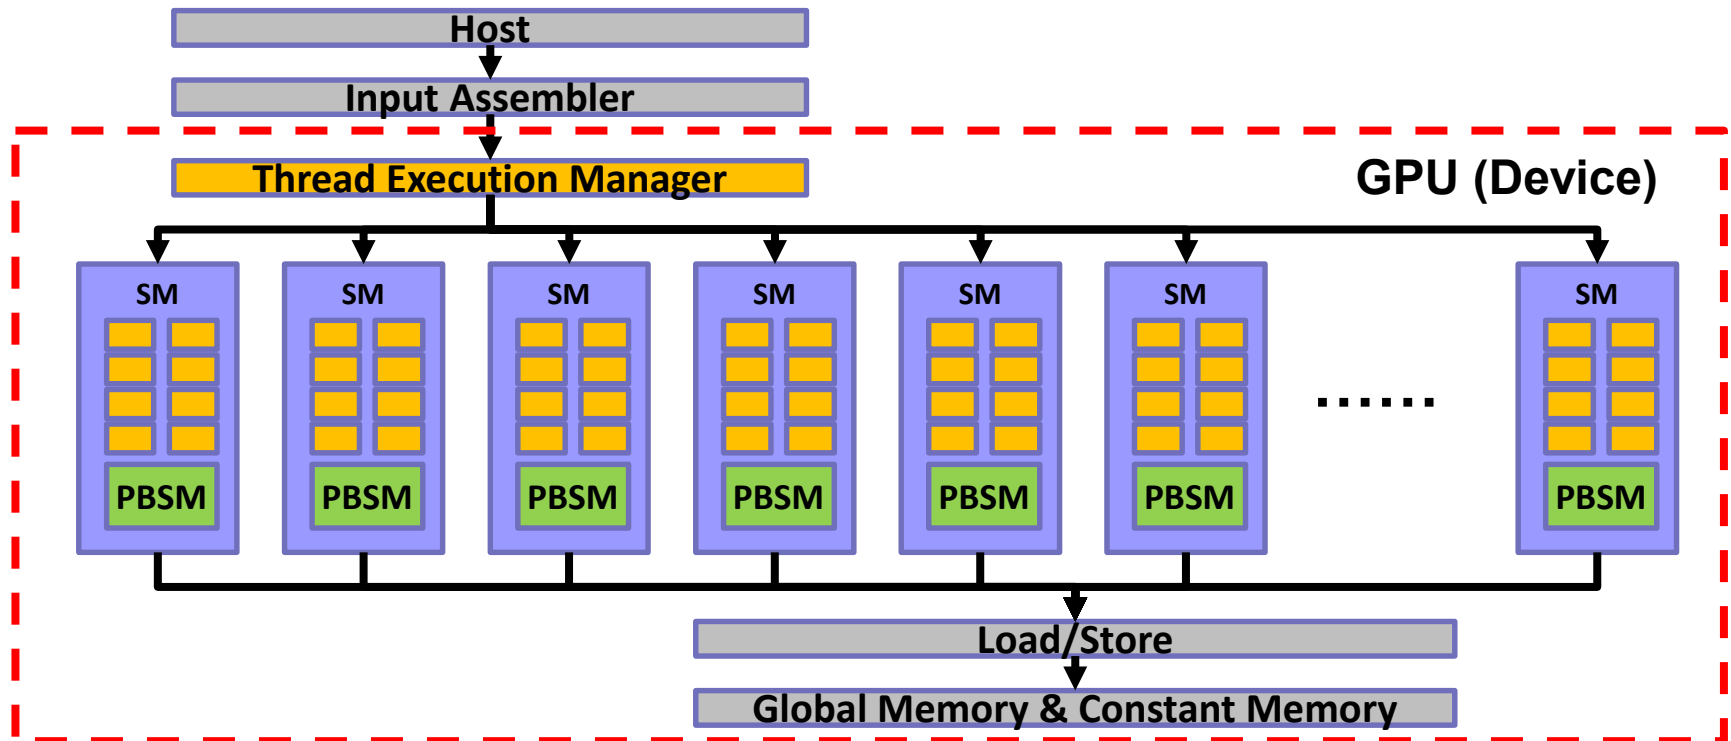 Host
Input Assembler
Thread Execution Manager
GPU (Device)
SM SM SM SM SM SM SM
......
PBSM PBSM PBSM PBSM PBSM PBSM PBSM
Load/Store
Global Memory & Constant Memory